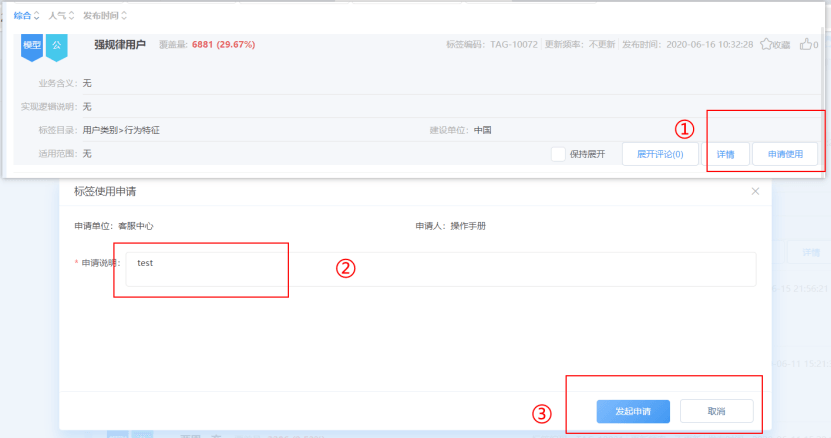 综合 人气 发布时间
模型 公 强规律用户 覆盖量: 6881 (29.67%) 标签编码: TAG-10072 更新频率: 不更新 发布时间: 2020-06-16 10:32:28 收藏 0
业务含义: 无
实现逻辑说明: 无
标签目录: 用户类别>行为特征 建设单位: 中国
①
适用范围: 无 保持展开 展开评论(0) 详情 申请使用
标签使用申请
申请单位: 客服中心 申请人: 操作手册
* 申请说明: test
②
详情
③ 发起申请 取消